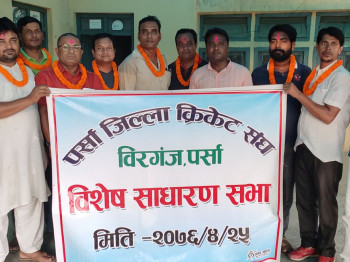 पर्सा जिल्ला क्रिकेट संघ
विरगंज,पर्सा
विशेष साधारण सभा
मिति -२०७६/४/२५